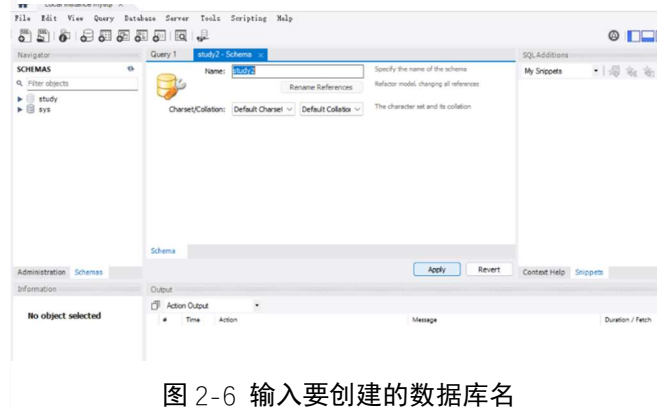 File Edit View Query Database Server Tools Scripting Help
Navigator
Query 1 study2 - Schema ×
SQL Additions
SCHEMAS
Name: study2
Specify the name of the schema
My Snippets
Filter objects
Rename References
Refactor model, changing all references
study
sys
Charset/Collation: Default Charset Default Collation
The character set and its collation
Schema
Administration Schemas
Apply Revert
Context Help Snippets
Information
Output
Action Output
No object selected
# Time Action Message Duration / Fetch
图 2-6 输入要创建的数据库名